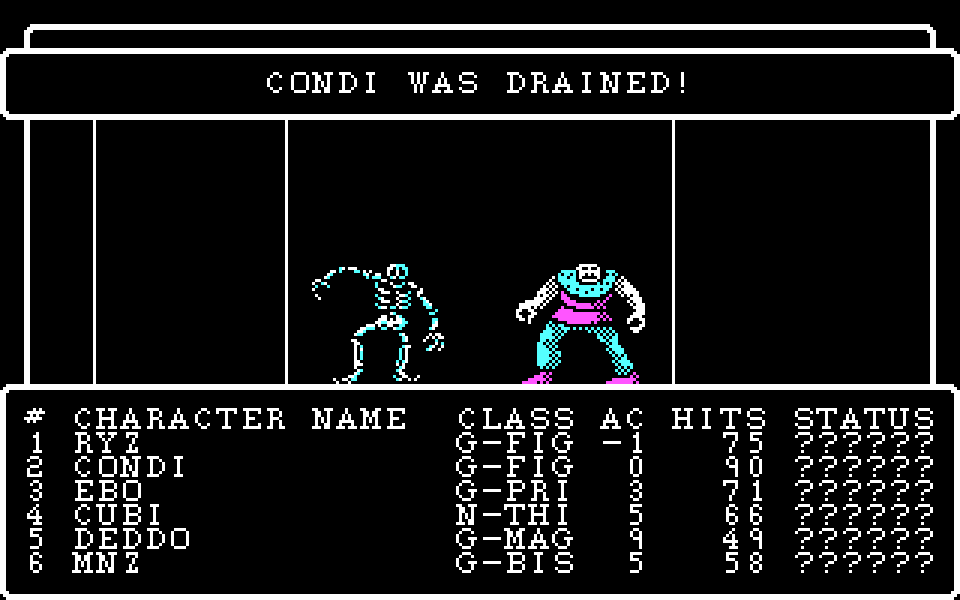 CONDI WAS DRAINED!
# CHARACTER NAME CLASS AC HITS STATUS
1 RYZ G-FIG -1 75 ??????
2 CONDI G-FIG 0 90 ??????
3 EBO G-PRI 3 71 ??????
4 CUBI N-THI 5 66 ??????
5 DEDDO G-MAG 9 49 ??????
6 MNZ G-BIS 5 58 ??????